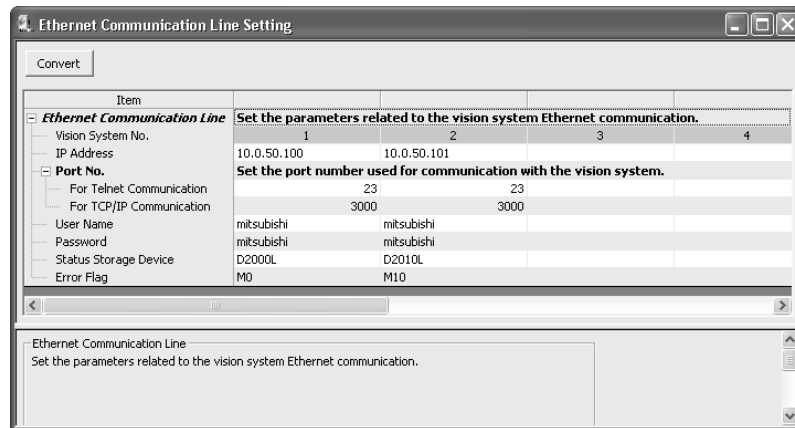 Ethernet Communication Line Setting
Convert
Item
Ethernet Communication Line Set the parameters related to the vision system Ethernet communication.
Vision System No. 1 2 3 4
IP Address 10.0.50.100 10.0.50.101
Port No. Set the port number used for communication with the vision system.
For Telnet Communication 23 23
For TCP/IP Communication 3000 3000
User Name mitsubishi mitsubishi
Password mitsubishi mitsubishi
Status Storage Device D2000L D2010L
Error Flag M0 M10
Ethernet Communication Line
Set the parameters related to the vision system Ethernet communication.